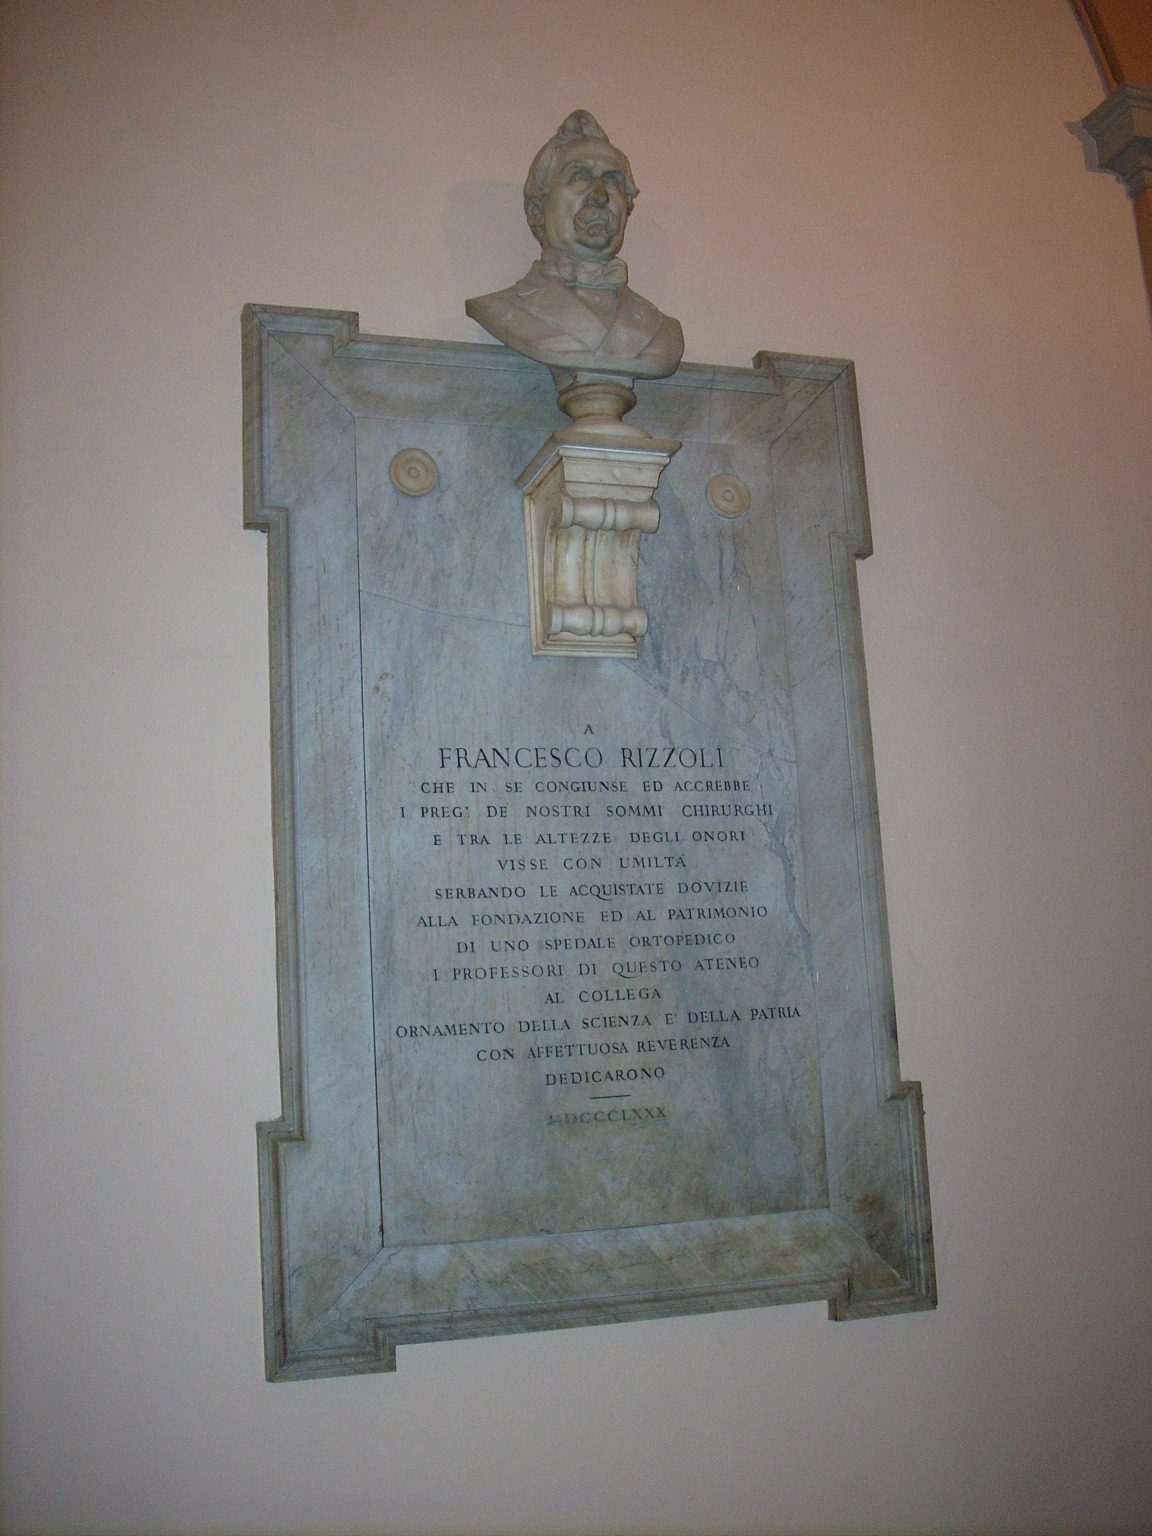 A
FRANCESCO RIZZOLI
CHE IN SE CONGIUNSE ED ACCREBBE
I PREG' DE' NOSTRI SOMMI CHIRURGHI
E TRA LE ALTEZZE DEGLI ONORI
VISSE CON UMILTÀ
SERBANDO LE ACQUISTATE DOVIZIE
ALLA FONDAZIONE ED AL PATRIMONIO
DI UNO SPEDALE ORTOPEDICO
I PROFESSORI DI QUESTO ATENEO
AL COLLEGA
ORNAMENTO DELLA SCIENZA E' DELLA PATRIA
CON AFFETTUOSA REVERENZA
DEDICARONO
MDCCCLXXX